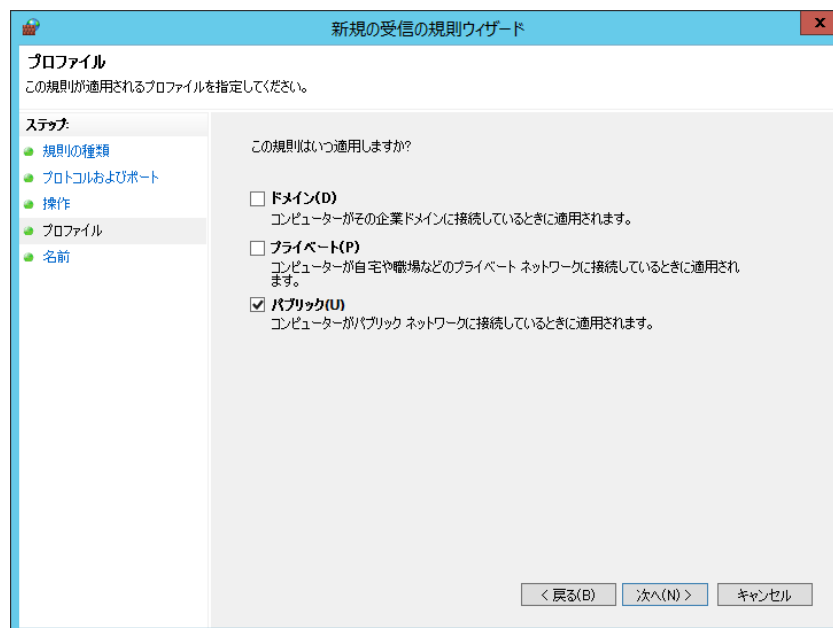 新規の受信の規則ウィザード
x
プロファイル
この規則が適用されるプロファイルを指定してください。
ステップ:
規則の種類
プロトコルおよびポート
操作
プロファイル
名前
この規則はいつ適用しますか?
ドメイン(D)
コンピューターがその企業ドメインに接続しているときに適用されます。
プライベート(P)
コンピューターが自宅や職場などのプライベート ネットワークに接続しているときに適用され
ます。
パブリック(U)
コンピューターがパブリック ネットワークに接続しているときに適用されます。
< 戻る(B)
次へ(N) >
キャンセル